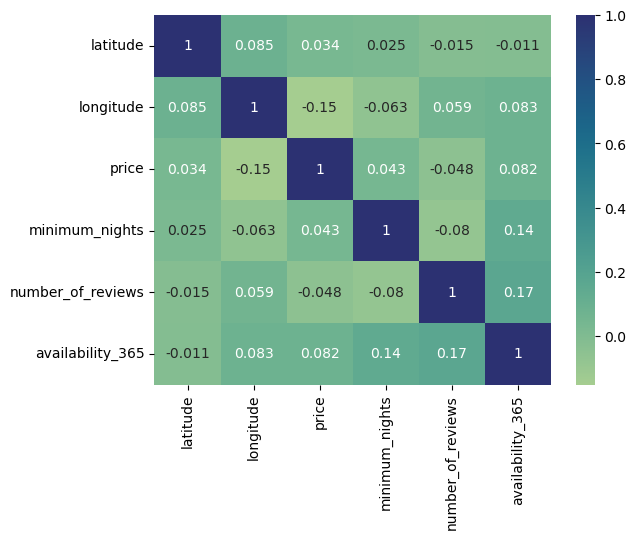 latitude 1 0.085 0.034 0.025 -0.015 -0.011
longitude 0.085 1 -0.15 -0.063 0.059 0.083
price 0.034 -0.15 1 0.043 -0.048 0.082
minimum_nights 0.025 -0.063 0.043 1 -0.08 0.14
number_of_reviews -0.015 0.059 -0.048 -0.08 1 0.17
availability_365 -0.011 0.083 0.082 0.14 0.17 1
latitude
longitude
price
minimum_nights
number_of_reviews
availability_365
1.0
0.8
0.6
0.4
0.2
0.0